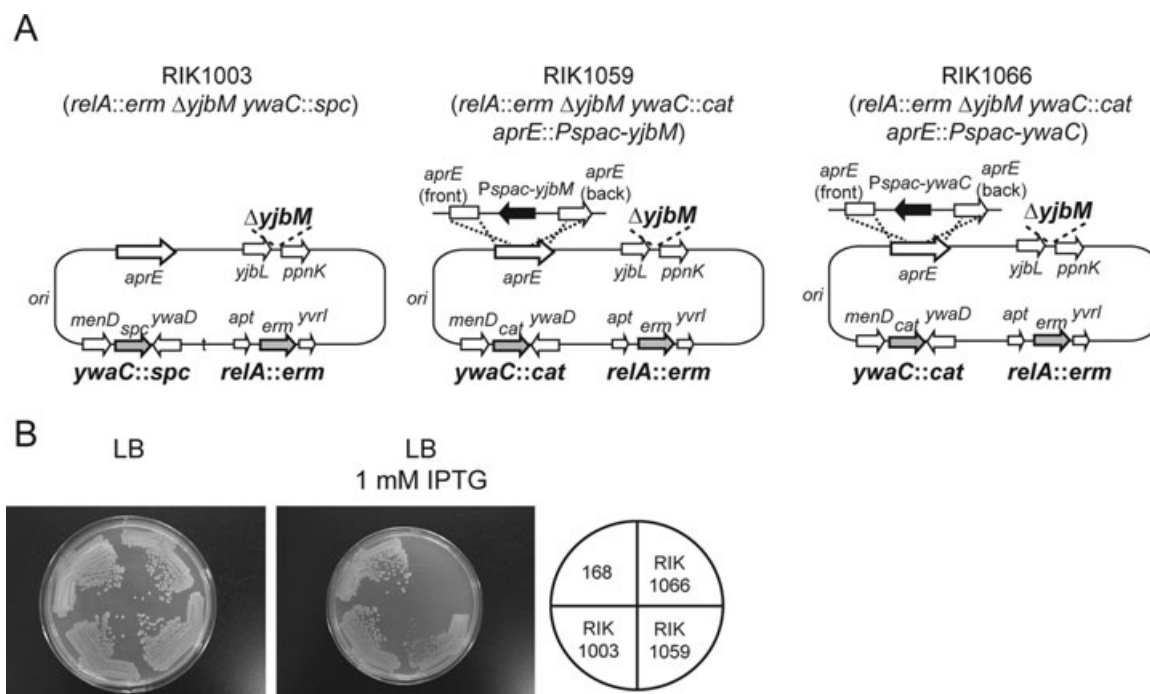 A
RIK1003
(relA::erm ΔyjbM ywaC::spc)
ΔyjbM
aprE
yjbL
ppnK
ori
menD
spc
ywaD
t
apt
erm
yvrI
ywaC::spc
relA::erm
RIK1059
(relA::erm ΔyjbM ywaC::cat
aprE::Pspac-yjbM)
aprE
(front)
Pspac-yjbM
aprE
(back)
ΔyjbM
aprE
yjbL
ppnK
ori
menD
cat
ywaD
apt
erm
yvrI
ywaC::cat
relA::erm
RIK1066
(relA::erm ΔyjbM ywaC::cat
aprE::Pspac-ywaC)
aprE
(front)
Pspac-ywaC
aprE
(back)
ΔyjbM
aprE
yjbL
ppnK
ori
menD
cat
ywaD
apt
erm
yvrI
ywaC::cat
relA::erm
B
LB
LB
1 mM IPTG
168
RIK
1066
RIK
1003
RIK
1059